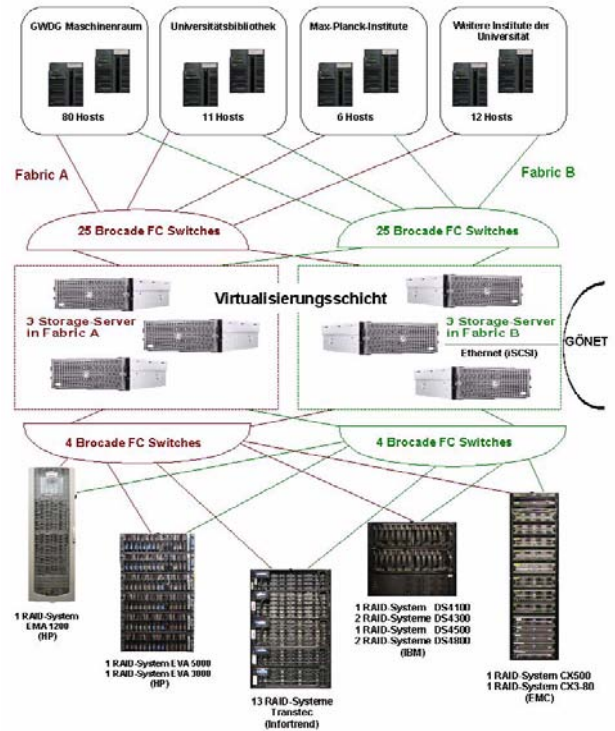 GWDG Maschinenraum
80 Hosts
Universitätsbibliothek
11 Hosts
Max-Planck-Institute
6 Hosts
Weitere Institute der
Universität
12 Hosts
Fabric A
Fabric B
25 Brocade FC Switches
25 Brocade FC Switches
Virtualisierungsschicht
3 Storage-Server
in Fabric A
3 Storage-Server
in Fabric B
Ethernet (iSCSI)
GÖNET
4 Brocade FC Switches
4 Brocade FC Switches
1 RAID-System
EMA 1200
(HP)
1 RAID-System EVA 5000
1 RAID-System EVA 3000
(HP)
13 RAID-Systeme
Transtec
(Infortrend)
1 RAID-System DS4100
2 RAID-Systeme DS4300
1 RAID-System DS4500
2 RAID-Systeme DS4800
(IBM)
1 RAID-System CX500
1 RAID-System CX3-80
(EMC)